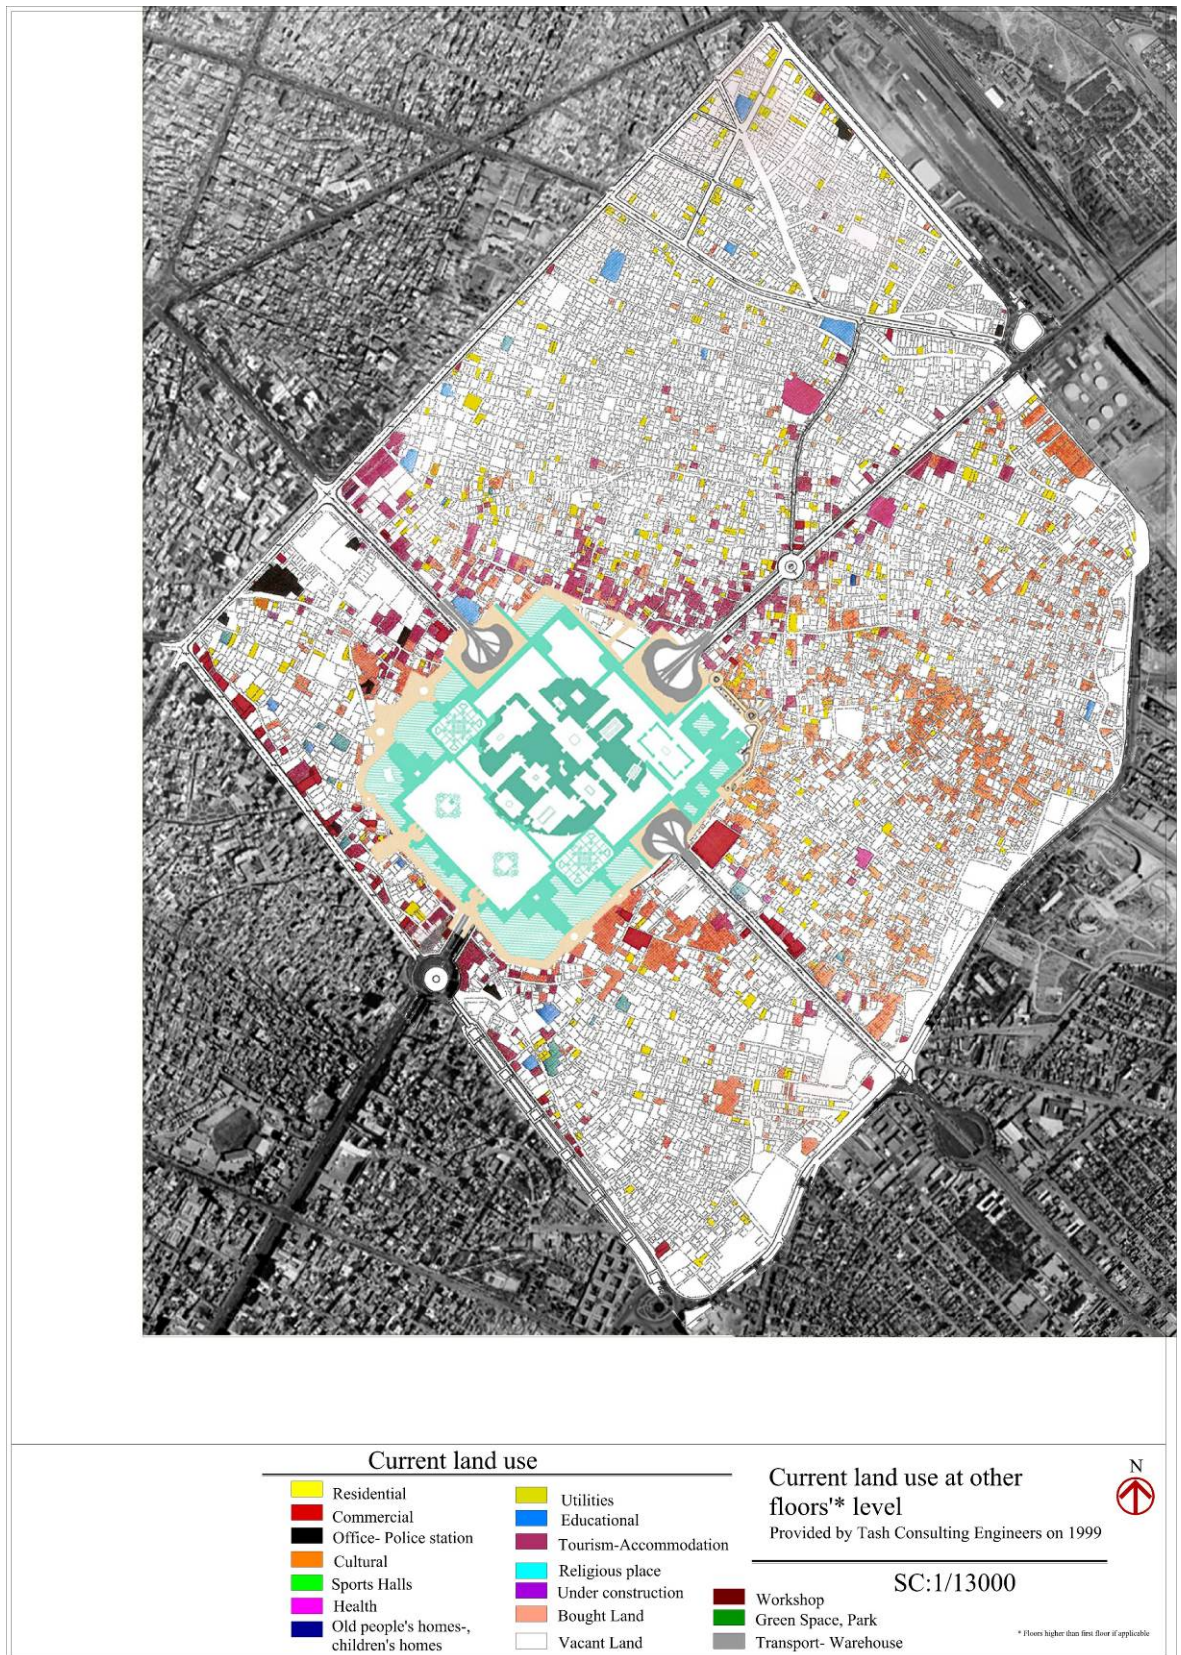 Current land use
Residential
Commercial
Office- Police station
Cultural
Sports Halls
Health
Old people's homes-,
children's homes
Utilities
Educational
Tourism-Accommodation
Religious place
Under construction
Bought Land
Vacant Land
Workshop
Green Space, Park
Transport- Warehouse
Current land use at other
floors'* level
Provided by Tash Consulting Engineers on 1999
SC:1/13000
N
* Floors higher than first floor if applicable